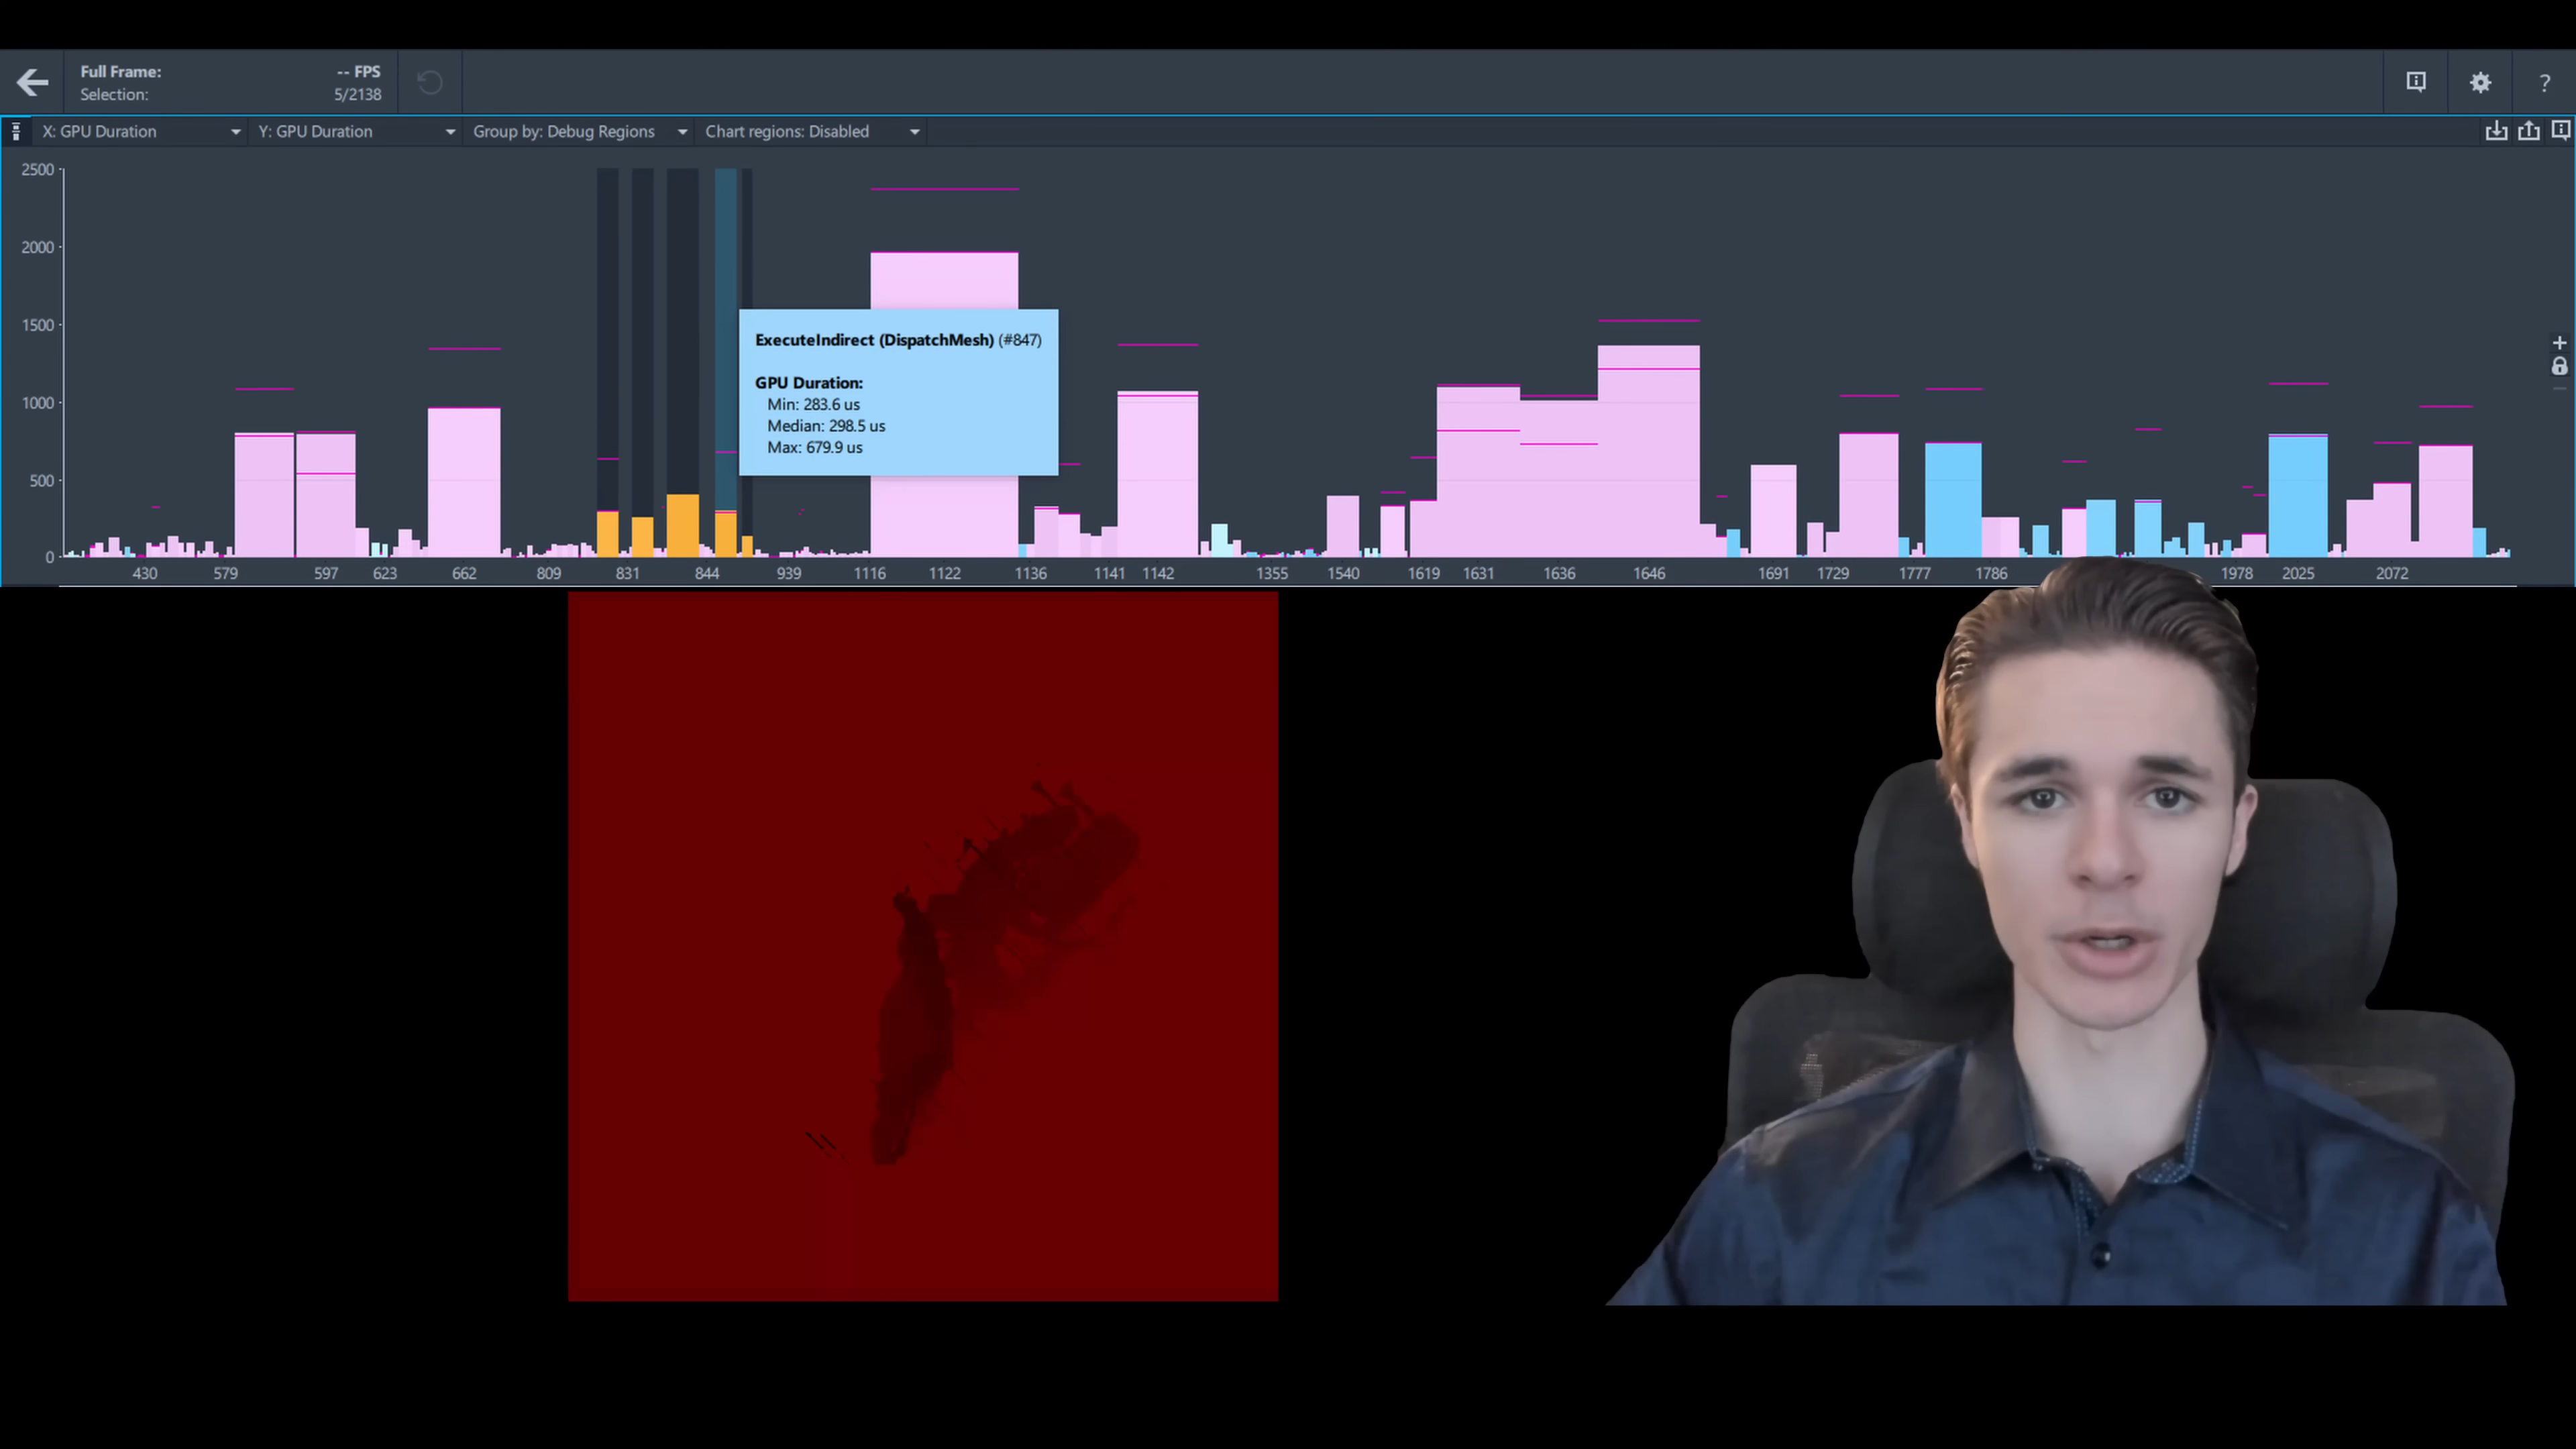 Full Frame: -- FPS
Selection: 5/2138
?
X: GPU Duration Y: GPU Duration Group by: Debug Regions Chart regions: Disabled
2500
2000
1500
1000
500
0
ExecuteIndirect (DispatchMesh) (#847)
GPU Duration:
Min: 283.6 us
Median: 298.5 us
Max: 679.9 us
430 579 597 623 662 809 831 844 939 1116 1122 1136 1141 1142 1355 1540 1619 1631 1636 1646 1691 1729 1777 1786 1978 2025 2072